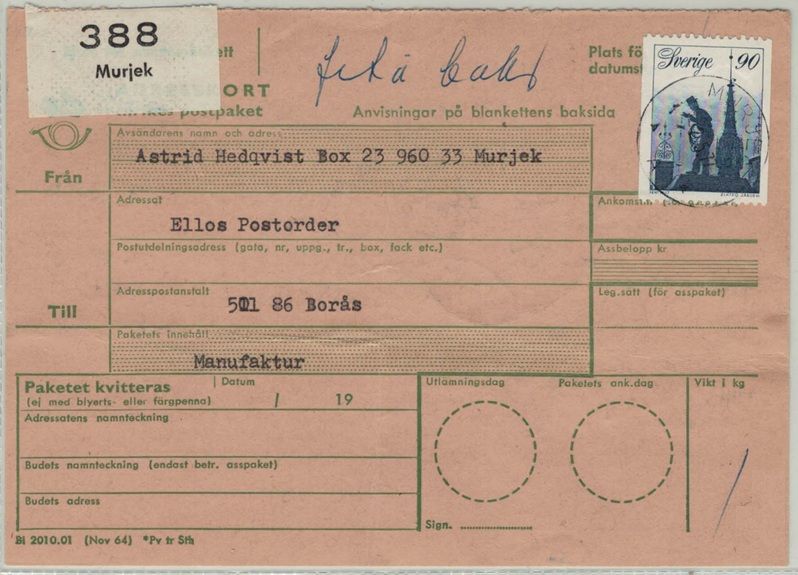 388
Murjek
Plats fö
datumst
Sverige 90
MURJEK
ORT
postpaket
Anvisningar på blankettens baksida
Från
Avsändarens namn och adress
Astrid Hedqvist Box 23 960 33 Murjek
Adressat
Ellos Postorder
Ankomstnr
Postutdelningsadress (gata, nr, uppg., tr., box, fack etc.)
Assbelopp kr
Till
Adresspostanstalt
501 86 Borås
Leg.sätt (för asspaket)
Paketets innehåll
Manufaktur
Paketet kvitteras
(ej med blyerts- eller färgpenna)
Datum
/ 19
Utlämningsdag
Paketets ank.dag
Vikt i kg
Adressatens namnteckning
Budets namnteckning (endast betr. asspaket)
Budets adress
/
Sign.
Bl 2010.01 (Nov 64) *Pv tr Sth